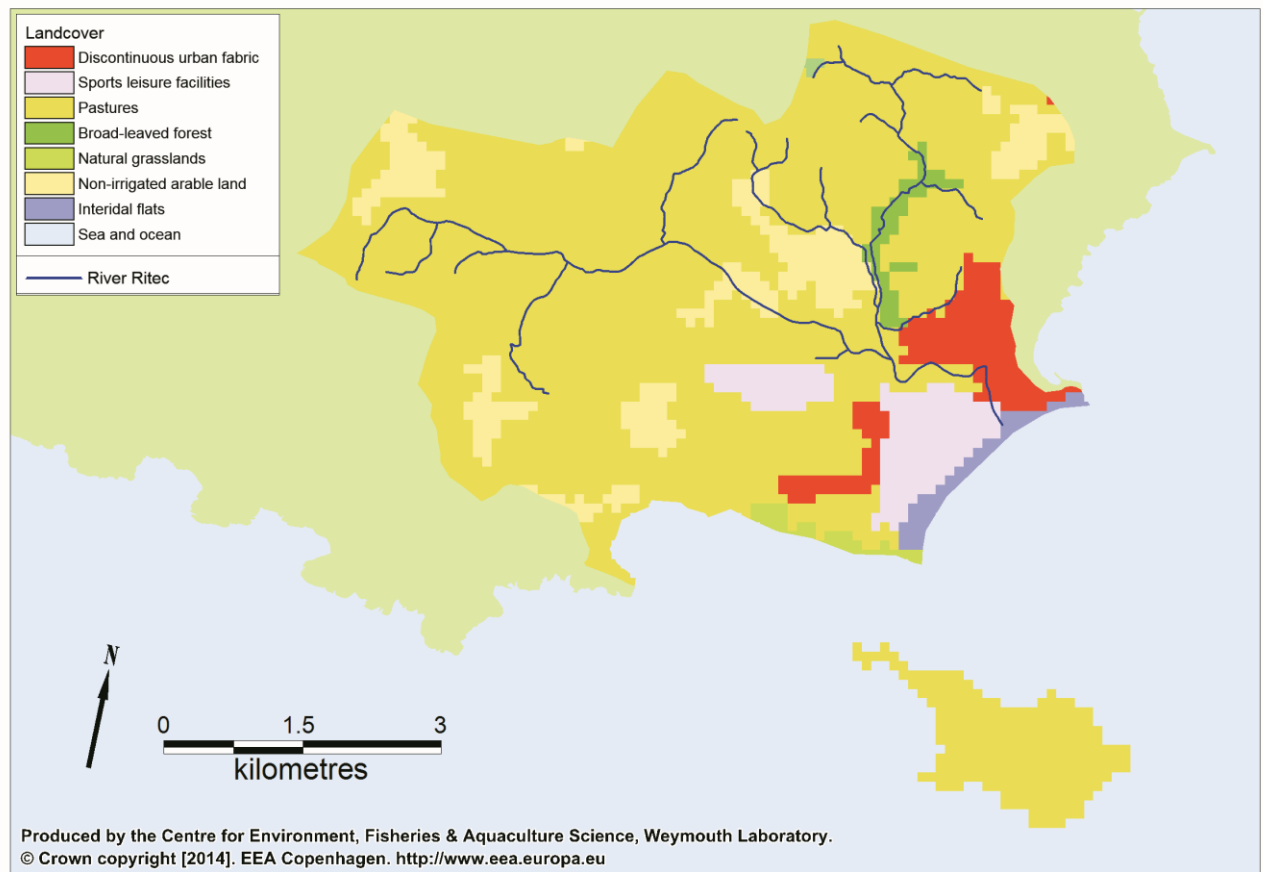 Landcover
Discontinuous urban fabric
Sports leisure facilities
Pastures
Broad-leaved forest
Natural grasslands
Non-irrigated arable land
Interidal flats
Sea and ocean
River Ritec
N
0 1.5 3
kilometres
Produced by the Centre for Environment, Fisheries & Aquaculture Science, Weymouth Laboratory.
© Crown copyright [2014]. EEA Copenhagen. http://www.eea.europa.eu